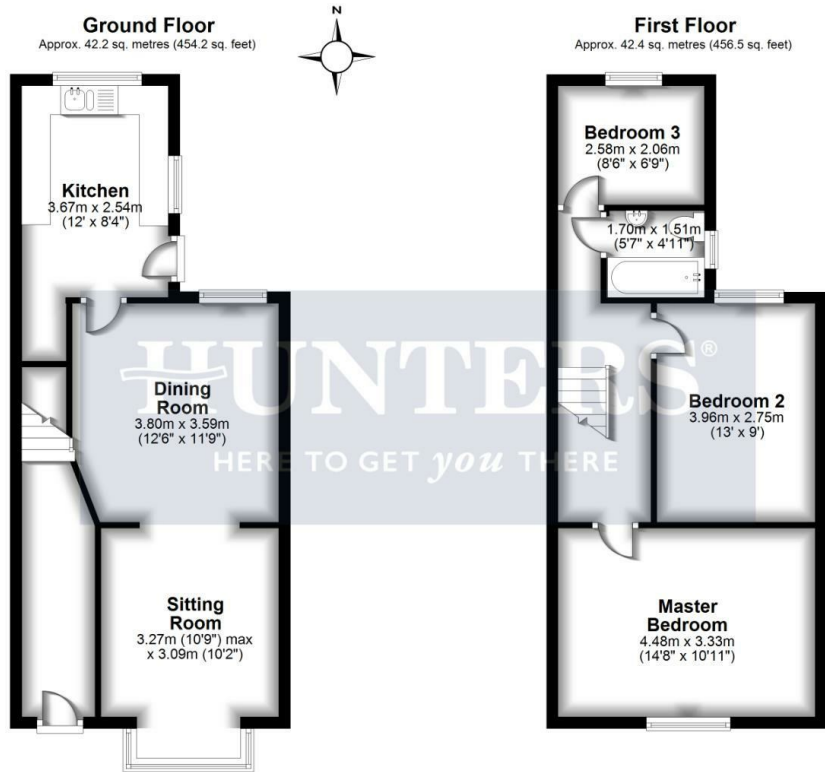 Ground Floor
Approx. 42.2 sq. metres (454.2 sq. feet)
N
Kitchen
3.67m x 2.54m
(12' x 8'4")
Dining
Room
3.80m x 3.59m
(12'6" x 11'9")
Sitting
Room
3.27m (10'9") max
x 3.09m (10'2")
First Floor
Approx. 42.4 sq. metres (456.5 sq. feet)
Bedroom 3
2.58m x 2.06m
(8'6" x 6'9")
1.70m x 1.51m
(5'7" x 4'11")
Bedroom 2
3.96m x 2.75m
(13' x 9')
Master
Bedroom
4.48m x 3.33m
(14'8" x 10'11")
HUNTERS®
HERE TO GET you THERE